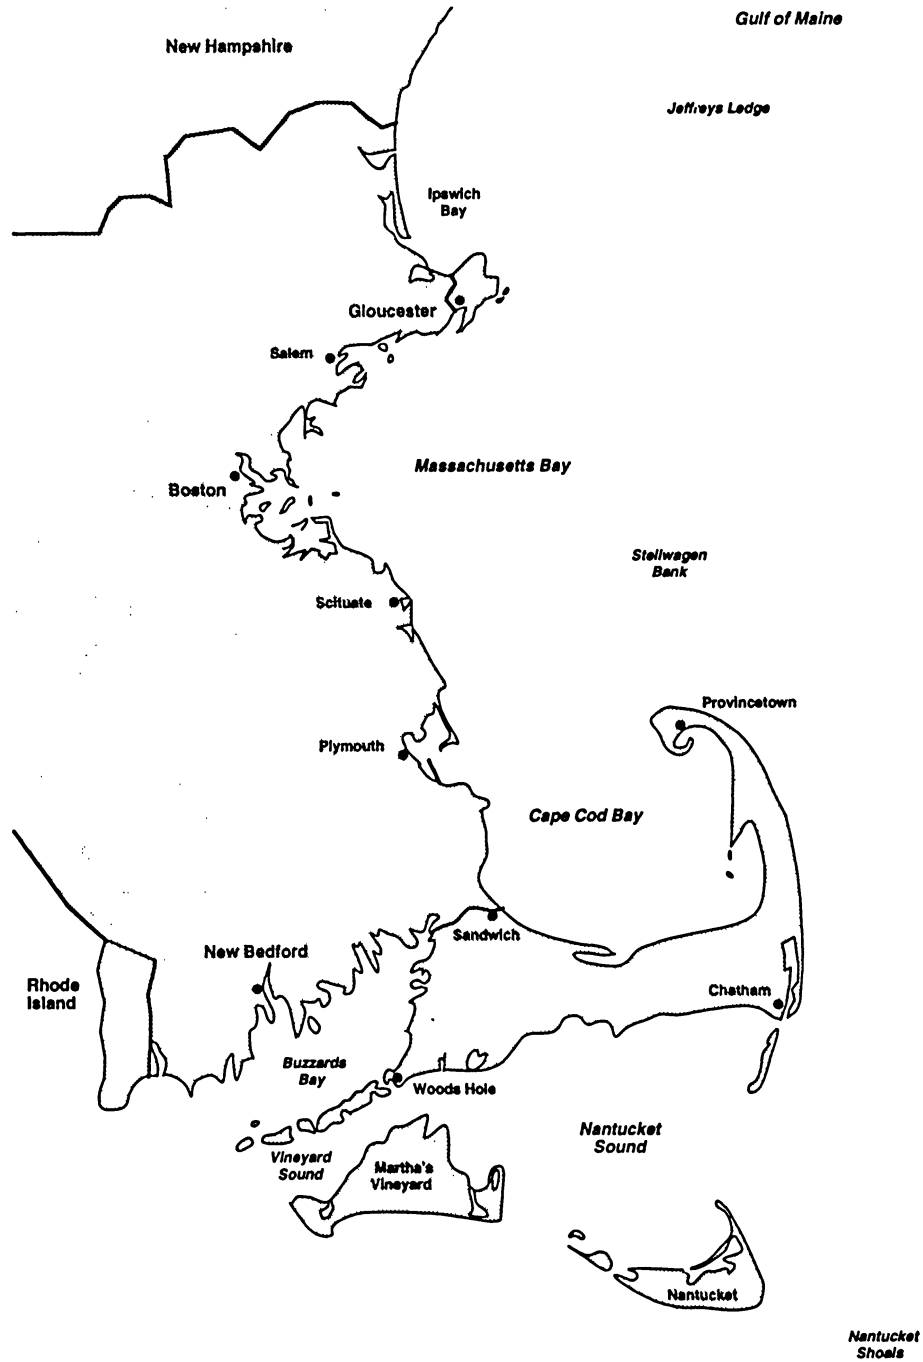 Gulf of Maine
New Hampshire
Jeffreys Ledge
Ipswich
Bay
Gloucester
Salem
Massachusetts Bay
Boston
Stellwagen
Bank
Scituate
Provincetown
Plymouth
Cape Cod Bay
Sandwich
New Bedford
Rhode
Island
Chatham
Buzzards
Bay
Woods Hole
Nantucket
Sound
Vineyard
Sound
Martha's
Vineyard
Nantucket
Nantucket
Shoals